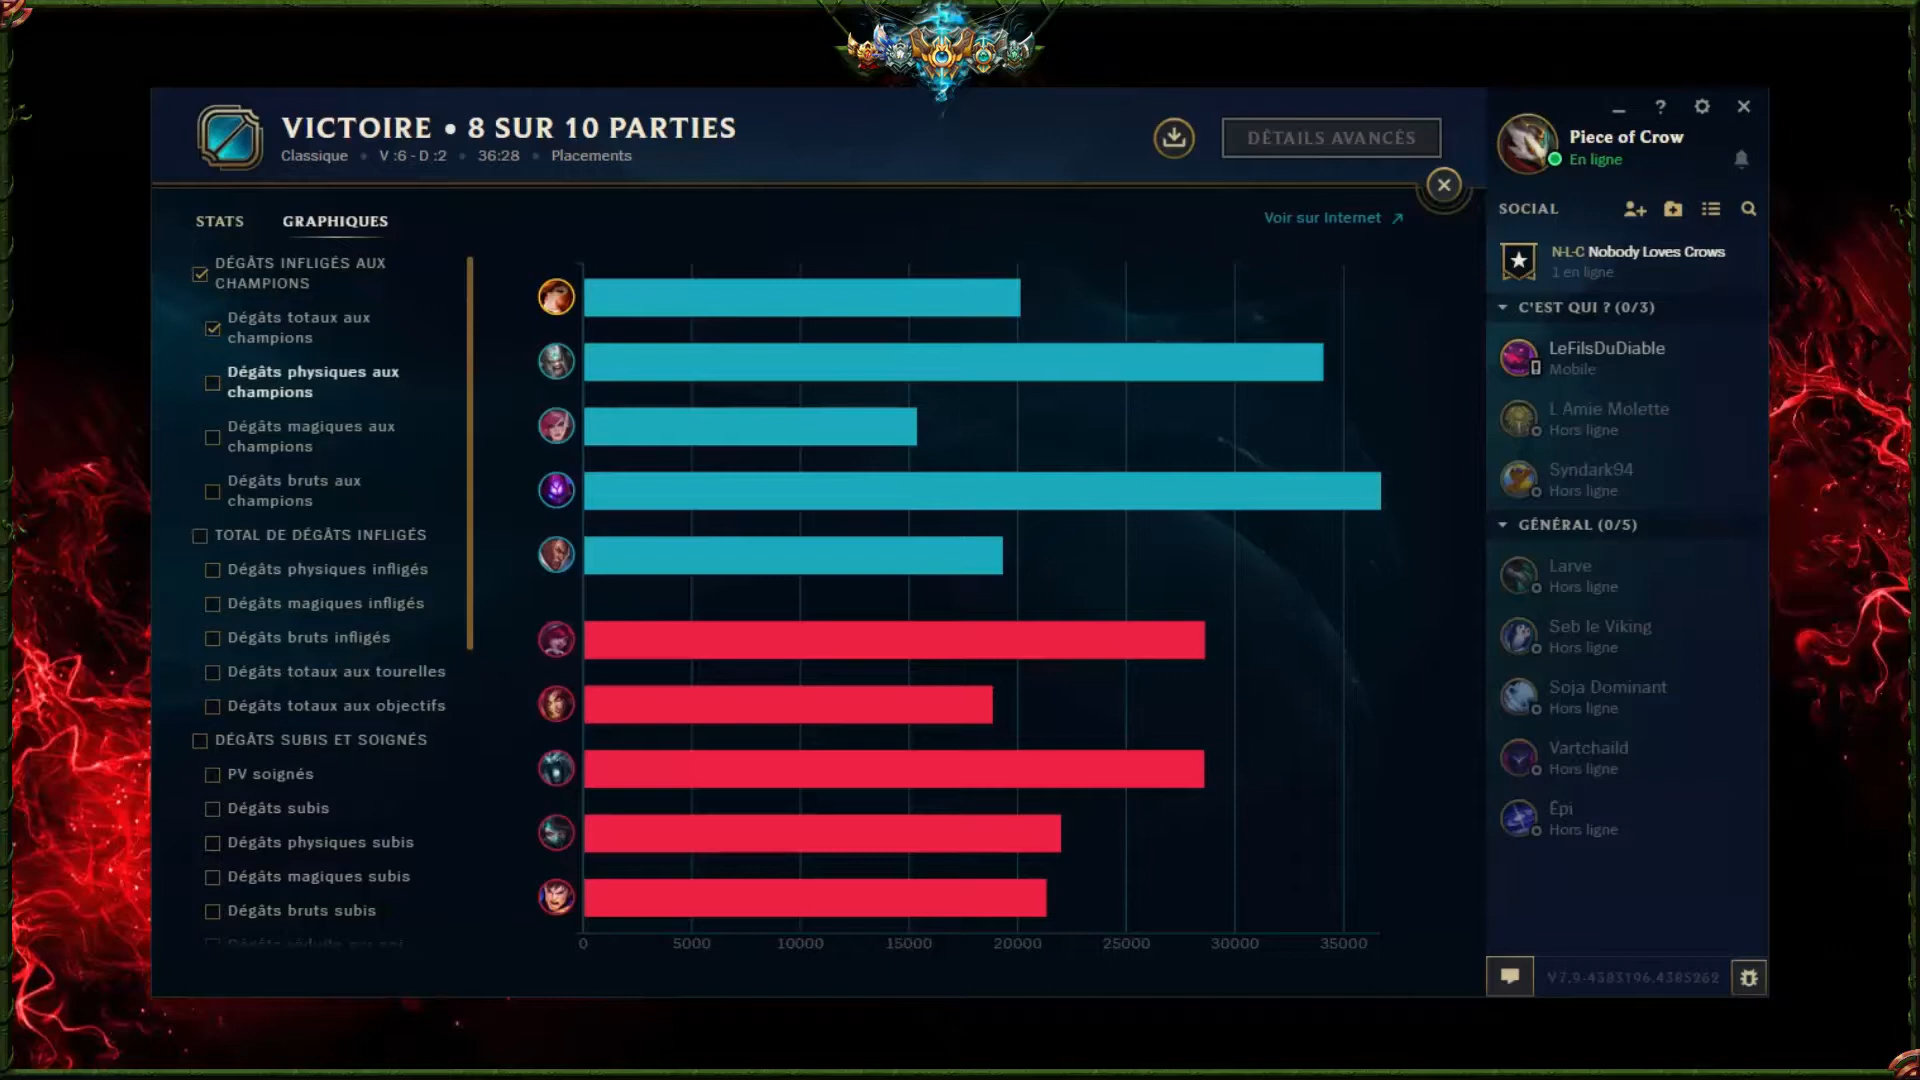 VICTOIRE • 8 SUR 10 PARTIES
Classique • V :6 - D :2 • 36:28 • Placements
DÉTAILS AVANCÉS
Piece of Crow
En ligne
STATS
GRAPHIQUES
Voir sur Internet
SOCIAL
N-L-C Nobody Loves Crows
1 en ligne
DÉGÂTS INFLIGÉS AUX
CHAMPIONS
Dégâts totaux aux
champions
Dégâts physiques aux
champions
Dégâts magiques aux
champions
Dégâts bruts aux
champions
TOTAL DE DÉGÂTS INFLIGÉS
Dégâts physiques infligés
Dégâts magiques infligés
Dégâts bruts infligés
Dégâts totaux aux tourelles
Dégâts totaux aux objectifs
DÉGÂTS SUBIS ET SOIGNÉS
PV soignés
Dégâts subis
Dégâts physiques subis
Dégâts magiques subis
Dégâts bruts subis
0
5000
10000
15000
20000
25000
30000
35000
C'EST QUI ? (0/3)
LeFilsDuDiable
Mobile
L Amie Molette
Hors ligne
Syndark94
Hors ligne
GÉNÉRAL (0/5)
Larve
Hors ligne
Seb le Viking
Hors ligne
Soja Dominant
Hors ligne
Vartchaild
Hors ligne
Épi
Hors ligne
V7.9-4383196.4385262